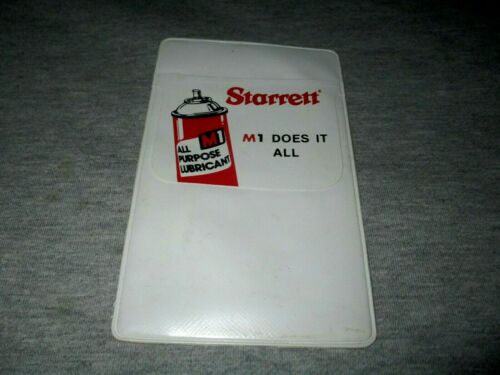 Starrett
M1 DOES IT
ALL
M1
ALL
PURPOSE
LUBRICANT